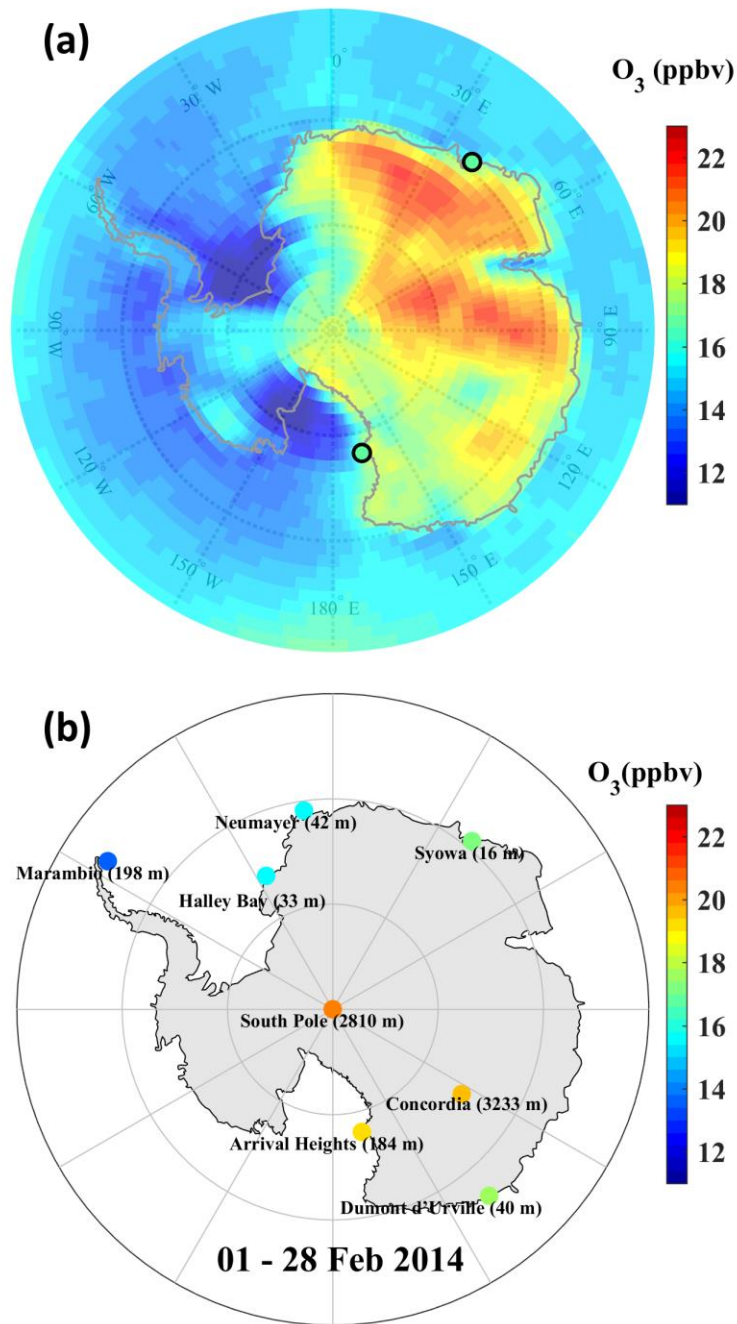 (a)
O3 (ppbv)
0°
30° W
30° E
60° W
60° E
90° W
90° E
120° W
120° E
150° W
150° E
180° E
22
20
18
16
14
12
(b)
O3(ppbv)
Neumayer (42 m)
Syowa (16 m)
Marambio (198 m)
Halley Bay (33 m)
South Pole (2810 m)
Concordia (3233 m)
Arrival Heights (184 m)
Dumont d'Urville (40 m)
01 - 28 Feb 2014
22
20
18
16
14
12